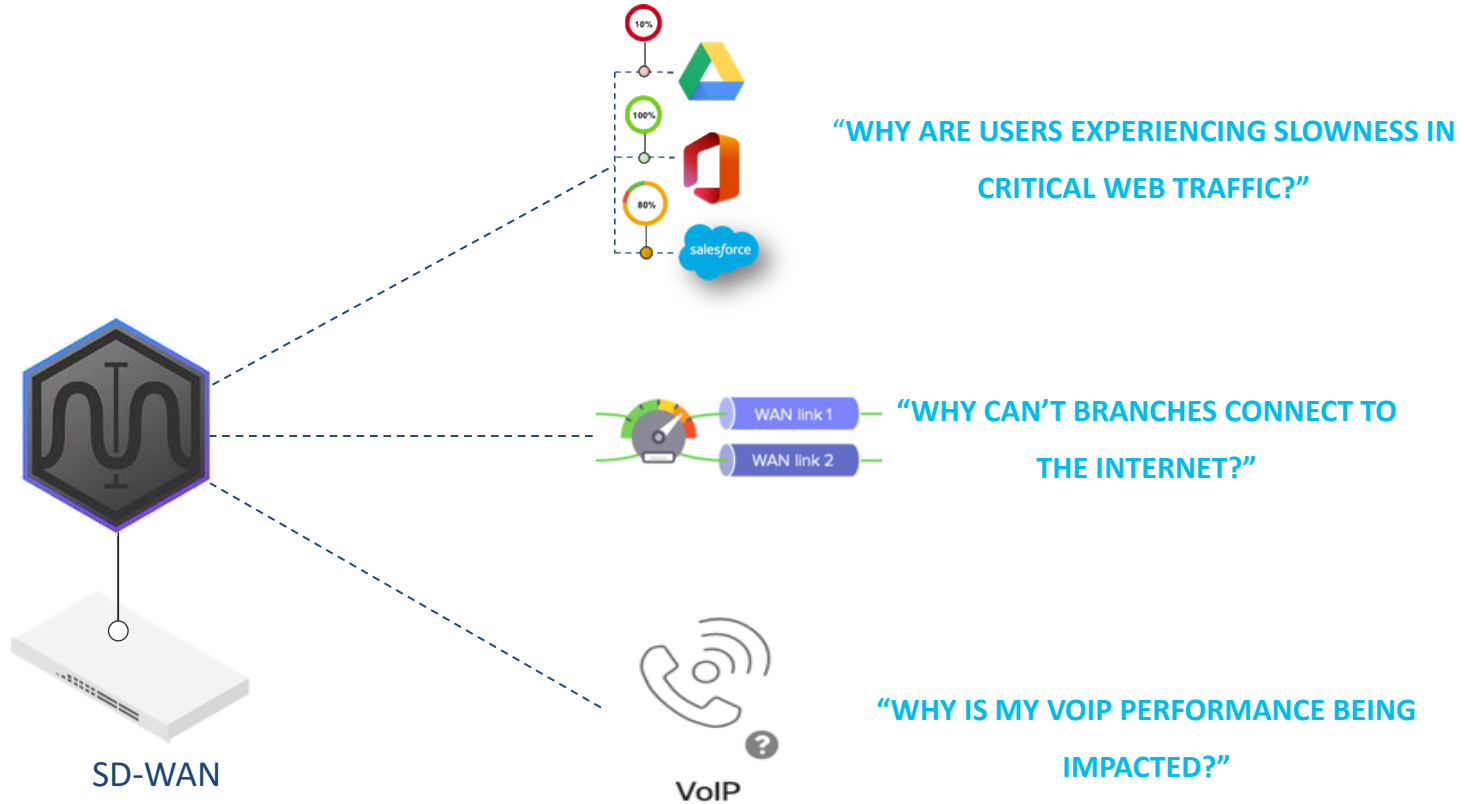 10%
100%
80%
salesforce
“WHY ARE USERS EXPERIENCING SLOWNESS IN
CRITICAL WEB TRAFFIC?”
WAN link 1
WAN link 2
“WHY CAN’T BRANCHES CONNECT TO
THE INTERNET?”
SD-WAN
?
VoIP
“WHY IS MY VOIP PERFORMANCE BEING
IMPACTED?”